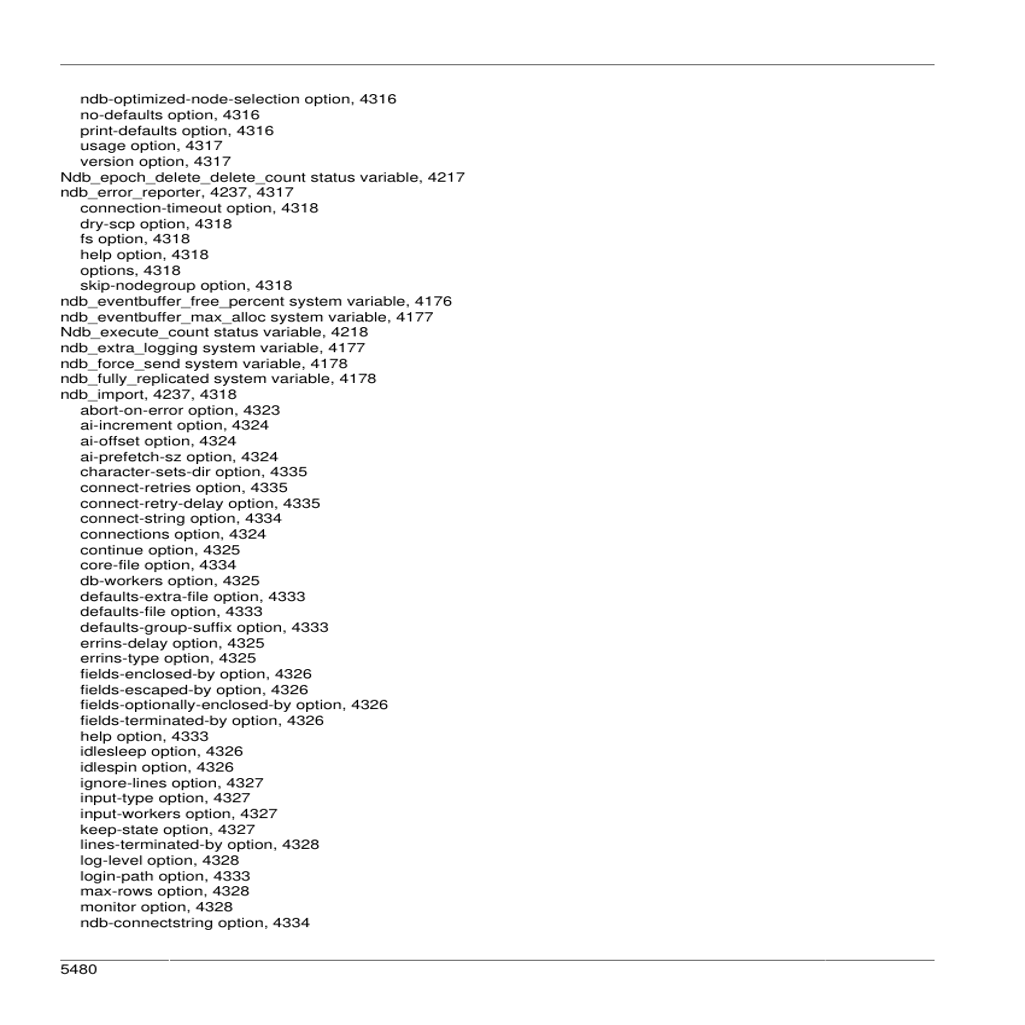 ndb-optimized-node-selection option, 4316
no-defaults option, 4316
print-defaults option, 4316
usage option, 4317
version option, 4317
Ndb_epoch_delete_delete_count status variable, 4217
ndb_error_reporter, 4237, 4317
connection-timeout option, 4318
dry-scp option, 4318
fs option, 4318
help option, 4318
options, 4318
skip-nodegroup option, 4318
ndb_eventbuffer_free_percent system variable, 4176
ndb_eventbuffer_max_alloc system variable, 4177
Ndb_execute_count status variable, 4218
ndb_extra_logging system variable, 4177
ndb_force_send system variable, 4178
ndb_fully_replicated system variable, 4178
ndb_import, 4237, 4318
abort-on-error option, 4323
ai-increment option, 4324
ai-offset option, 4324
ai-prefetch-sz option, 4324
character-sets-dir option, 4335
connect-retries option, 4335
connect-retry-delay option, 4335
connect-string option, 4334
connections option, 4324
continue option, 4325
core-file option, 4334
db-workers option, 4325
defaults-extra-file option, 4333
defaults-file option, 4333
defaults-group-suffix option, 4333
errins-delay option, 4325
errins-type option, 4325
fields-enclosed-by option, 4326
fields-escaped-by option, 4326
fields-optionally-enclosed-by option, 4326
fields-terminated-by option, 4326
help option, 4333
idlesleep option, 4326
idlespin option, 4326
ignore-lines option, 4327
input-type option, 4327
input-workers option, 4327
keep-state option, 4327
lines-terminated-by option, 4328
log-level option, 4328
login-path option, 4333
max-rows option, 4328
monitor option, 4328
ndb-connectstring option, 4334
5480